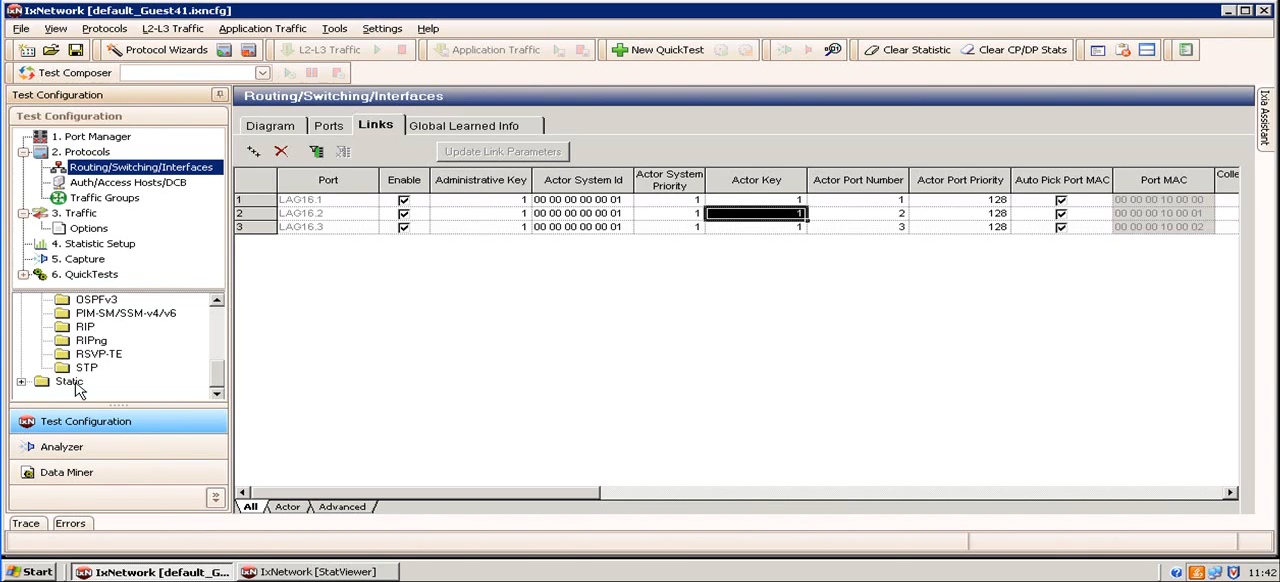 IxNetwork [default_Guest41.ixncfg]
File View Protocols L2-L3 Traffic Application Traffic Tools Settings Help
Protocol Wizards L2-L3 Traffic Application Traffic New QuickTest Clear Statistic Clear CP/DP Stats
Test Composer
Test Configuration
Test Configuration
1. Port Manager
2. Protocols
Routing/Switching/Interfaces
Auth/Access Hosts/DCB
Traffic Groups
3. Traffic
Options
4. Statistic Setup
5. Capture
6. QuickTests
OSPFv3
PIM-SM/SSM-v4/v6
RIP
RIPng
RSVP-TE
STP
Static
Test Configuration
Analyzer
Data Miner
Routing/Switching/Interfaces
Diagram Ports Links Global Learned Info
Update Link Parameters
Port Enable Administrative Key Actor System Id Actor System Priority Actor Key Actor Port Number Actor Port Priority Auto Pick Port MAC Port MAC Colle
1 LAG16.1 1 00 00 00 00 00 01 1 1 1 128 00 00 00 10 00 00
2 LAG16.2 1 00 00 00 00 00 01 1 1 2 128 00 00 00 10 00 01
3 LAG16.3 1 00 00 00 00 00 01 1 1 3 128 00 00 00 10 00 02
All Actor Advanced
Ixia Assistant
Trace Errors
Start IxNetwork [default_G... IxNetwork [StatViewer] 11:42